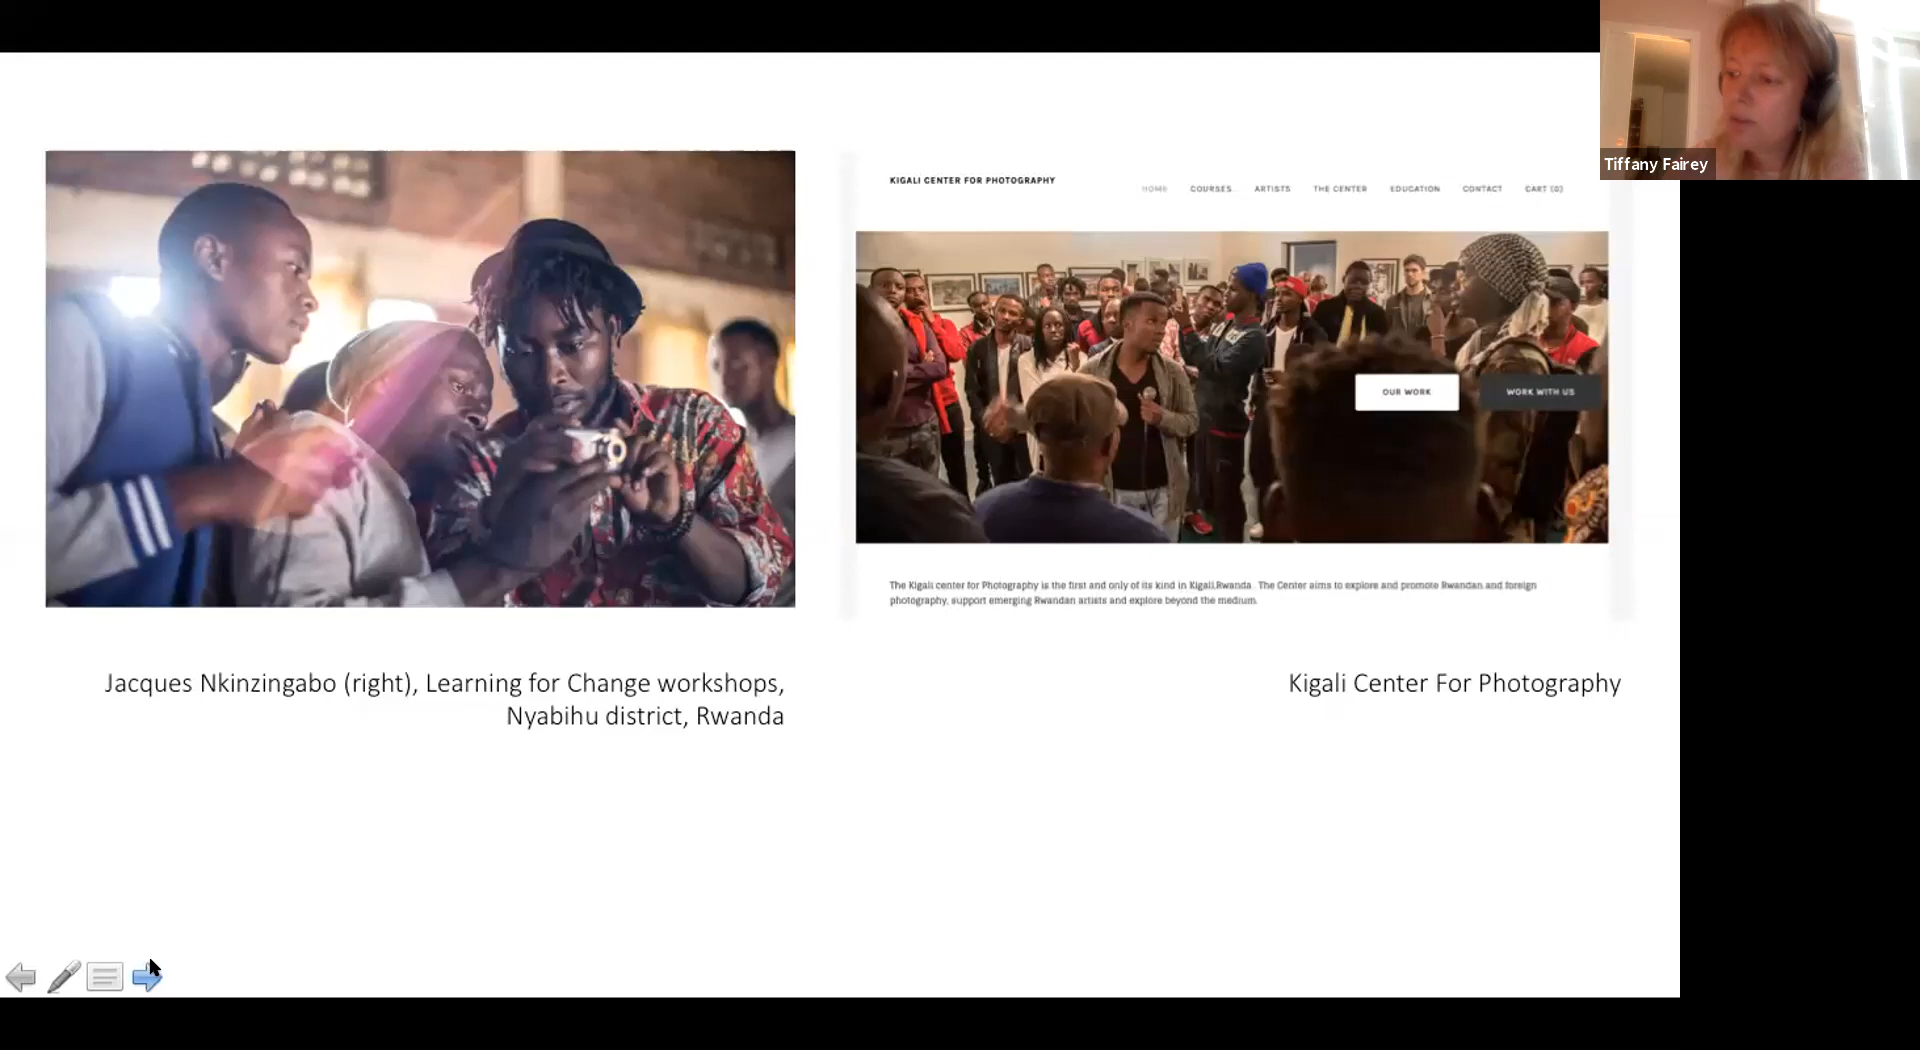 Tiffany Fairey
KIGALI CENTER FOR PHOTOGRAPHY
HOME COURSES ARTISTS THE CENTER EDUCATION CONTACT CART (0)
OUR WORK WORK WITH US
The Kigali center for Photography is the first and only of its kind in Kigali,Rwanda . The Center aims to explore and promote Rwandan and foreign
photography, support emerging Rwandan artists and explore beyond the medium.
Jacques Nkinzingabo (right), Learning for Change workshops,
Nyabihu district, Rwanda
Kigali Center For Photography